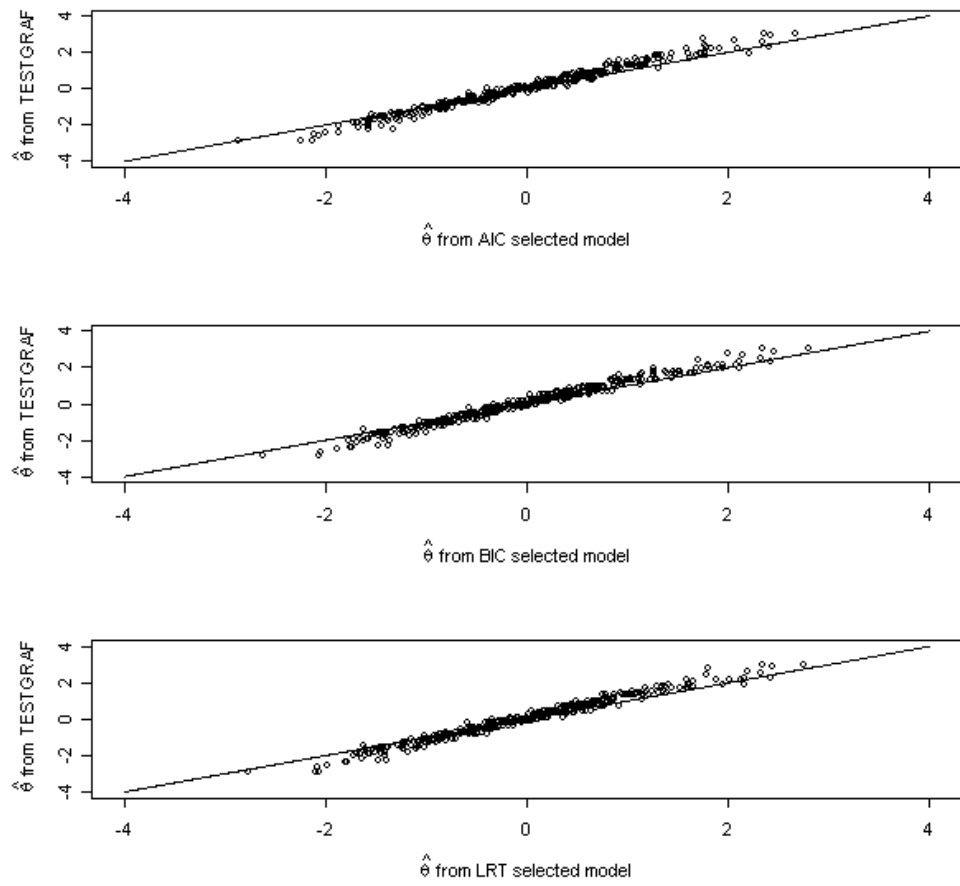 4
2
0
-2
-4
θ̂ from TESTGRAF
-4 -2 0 2 4
θ̂ from AIC selected model
4
2
0
-2
-4
θ̂ from TESTGRAF
-4 -2 0 2 4
θ̂ from BIC selected model
4
2
0
-2
-4
θ̂ from TESTGRAF
-4 -2 0 2 4
θ̂ from LRT selected model